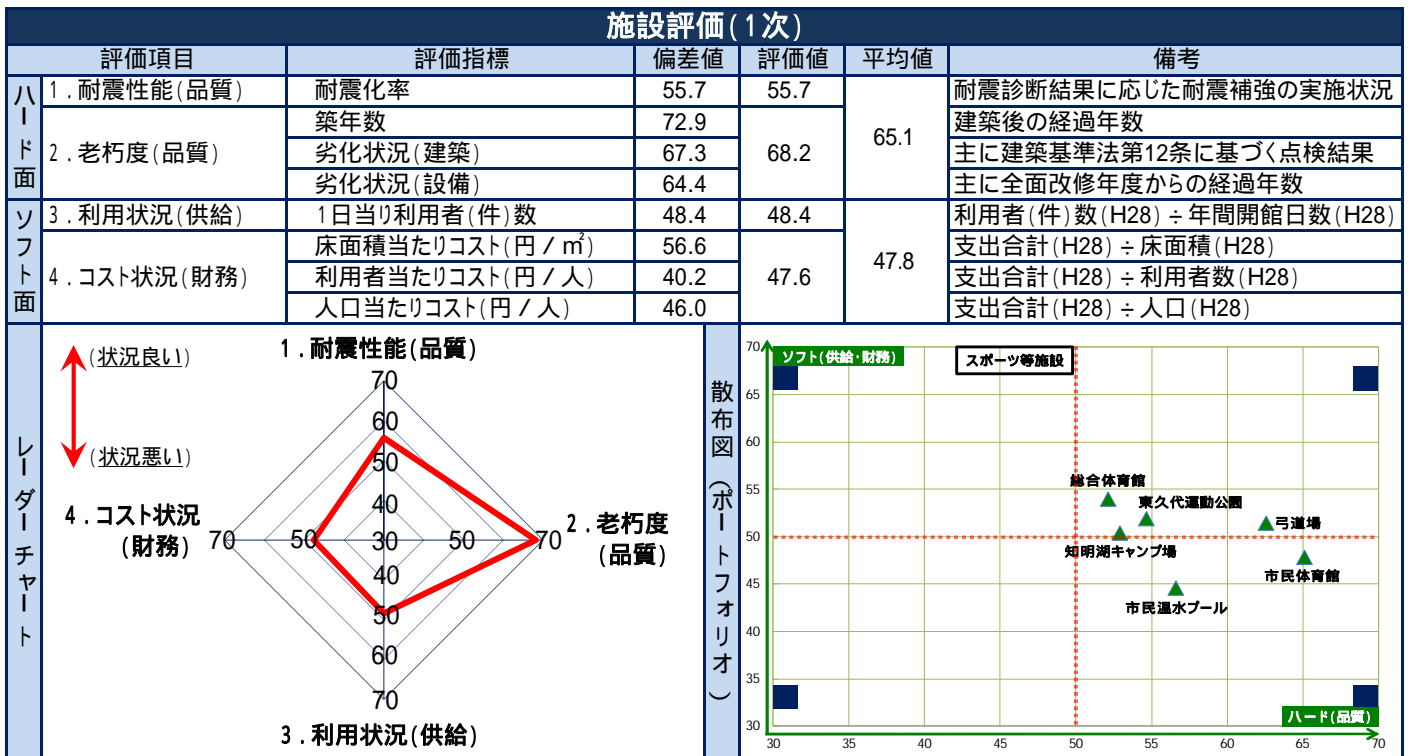 施設評価(1次)
評価項目 評価指標 偏差値 評価値 平均値 備考
ハード面
1.耐震性能(品質) 耐震化率 55.7 55.7 65.1 耐震診断結果に応じた耐震補強の実施状況
2.老朽度(品質) 築年数 72.9 68.2 建築後の経過年数
劣化状況(建築) 67.3 主に建築基準法第12条に基づく点検結果
劣化状況(設備) 64.4 主に全面改修年度からの経過年数
ソフト面
3.利用状況(供給) 1日当り利用者(件)数 48.4 48.4 47.8 利用者(件)数(H28)÷年間開館日数(H28)
4.コスト状況(財務) 床面積当たりコスト(円/㎡) 56.6 47.6 支出合計(H28)÷床面積(H28)
利用者当たりコスト(円/人) 40.2 支出合計(H28)÷利用者数(H28)
人口当たりコスト(円/人) 46.0 支出合計(H28)÷人口(H28)
レーダーチャート
(状況良い)
(状況悪い)
1.耐震性能(品質)
70
60
50
40
4.コスト状況
(財務)
70 50 30 50 70
2.老朽度
(品質)
40
50
60
70
3.利用状況(供給)
散布図(ポートフォリオ)
ソフト(供給・財務)
スポーツ等施設
70
65
60
55
50
45
40
35
30
総合体育館
東久代運動公園
弓道場
知明湖キャンプ場
市民体育館
市民温水プール
ハード(品質)
30 35 40 45 50 55 60 65 70